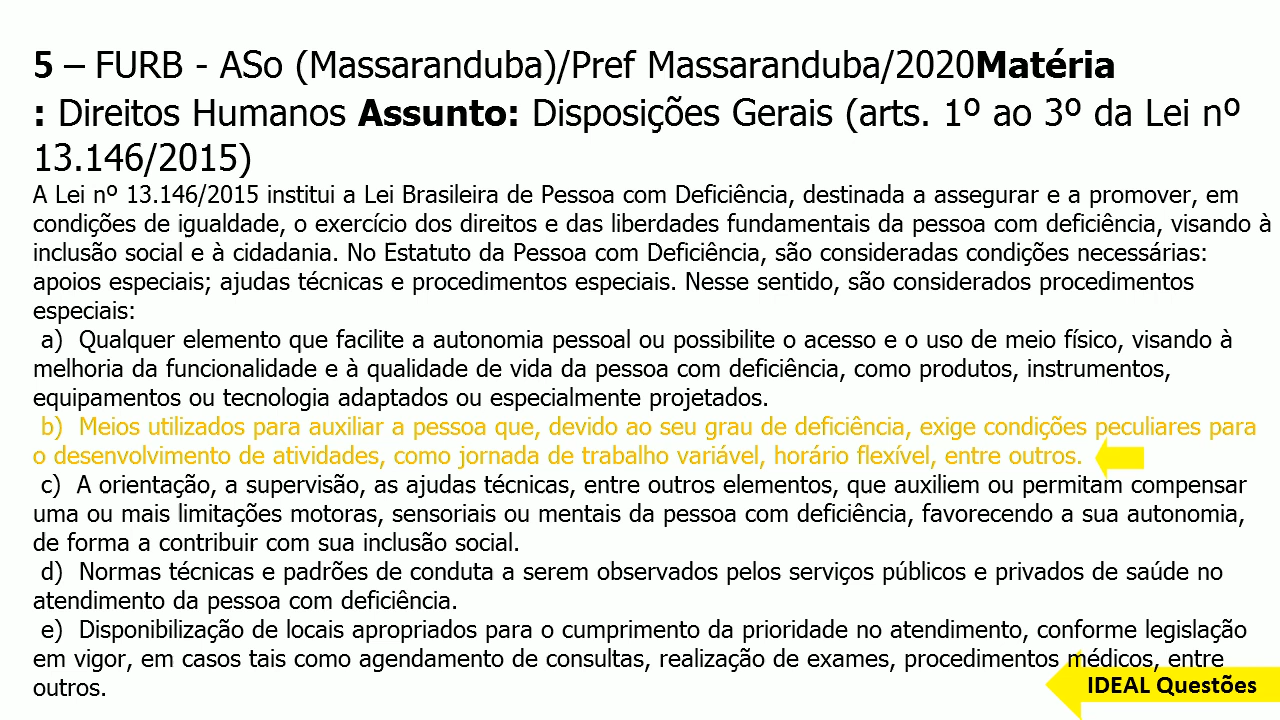 5 – FURB - ASo (Massaranduba)/Pref Massaranduba/2020Matéria
: Direitos Humanos Assunto: Disposições Gerais (arts. 1º ao 3º da Lei nº
13.146/2015)
A Lei nº 13.146/2015 institui a Lei Brasileira de Pessoa com Deficiência, destinada a assegurar e a promover, em
condições de igualdade, o exercício dos direitos e das liberdades fundamentais da pessoa com deficiência, visando à
inclusão social e à cidadania. No Estatuto da Pessoa com Deficiência, são consideradas condições necessárias:
apoios especiais; ajudas técnicas e procedimentos especiais. Nesse sentido, são considerados procedimentos
especiais:
a) Qualquer elemento que facilite a autonomia pessoal ou possibilite o acesso e o uso de meio físico, visando à
melhoria da funcionalidade e à qualidade de vida da pessoa com deficiência, como produtos, instrumentos,
equipamentos ou tecnologia adaptados ou especialmente projetados.
b) Meios utilizados para auxiliar a pessoa que, devido ao seu grau de deficiência, exige condições peculiares para
o desenvolvimento de atividades, como jornada de trabalho variável, horário flexível, entre outros.
c) A orientação, a supervisão, as ajudas técnicas, entre outros elementos, que auxiliem ou permitam compensar
uma ou mais limitações motoras, sensoriais ou mentais da pessoa com deficiência, favorecendo a sua autonomia,
de forma a contribuir com sua inclusão social.
d) Normas técnicas e padrões de conduta a serem observados pelos serviços públicos e privados de saúde no
atendimento da pessoa com deficiência.
e) Disponibilização de locais apropriados para o cumprimento da prioridade no atendimento, conforme legislação
em vigor, em casos tais como agendamento de consultas, realização de exames, procedimentos médicos, entre
outros.
IDEAL Questões